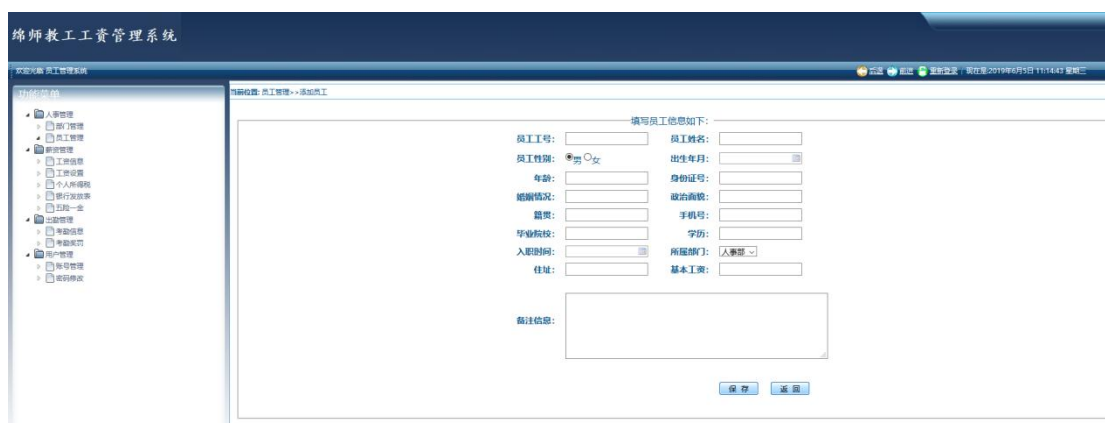 绵师教工工资管理系统
欢迎光临 员工管理系统
后退 前进 重新登录 | 现在是:2019年6月5日 11:14:43 星期三
功能菜单
当前位置: 员工管理>>添加员工
人事管理
部门管理
员工管理
薪资管理
工资信息
工资设置
个人所得税
银行发放表
五险一金
出勤管理
考勤信息
考勤奖罚
用户管理
账号管理
密码修改
填写员工信息如下:
员工工号: 员工姓名:
员工性别: 男 女 出生年月:
年龄: 身份证号:
婚姻情况: 政治面貌:
籍贯: 手机号:
毕业院校: 学历:
入职时间: 所属部门: 人事部
住址: 基本工资:
备注信息:
保存 返回